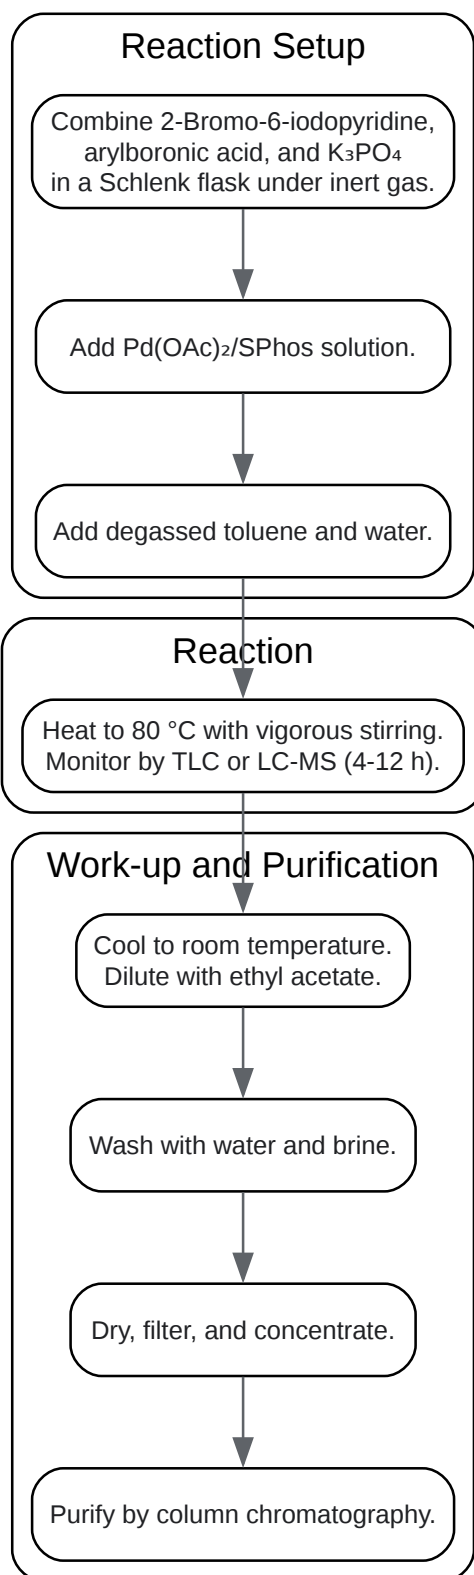 Reaction Setup
Combine 2-Bromo-6-iodopyridine,
arylboronic acid, and K₃PO₄
in a Schlenk flask under inert gas.
Add Pd(OAc)₂/SPhos solution.
Add degassed toluene and water.
Reaction
Heat to 80 °C with vigorous stirring.
Monitor by TLC or LC-MS (4-12 h).
Work-up and Purification
Cool to room temperature.
Dilute with ethyl acetate.
Wash with water and brine.
Dry, filter, and concentrate.
Purify by column chromatography.